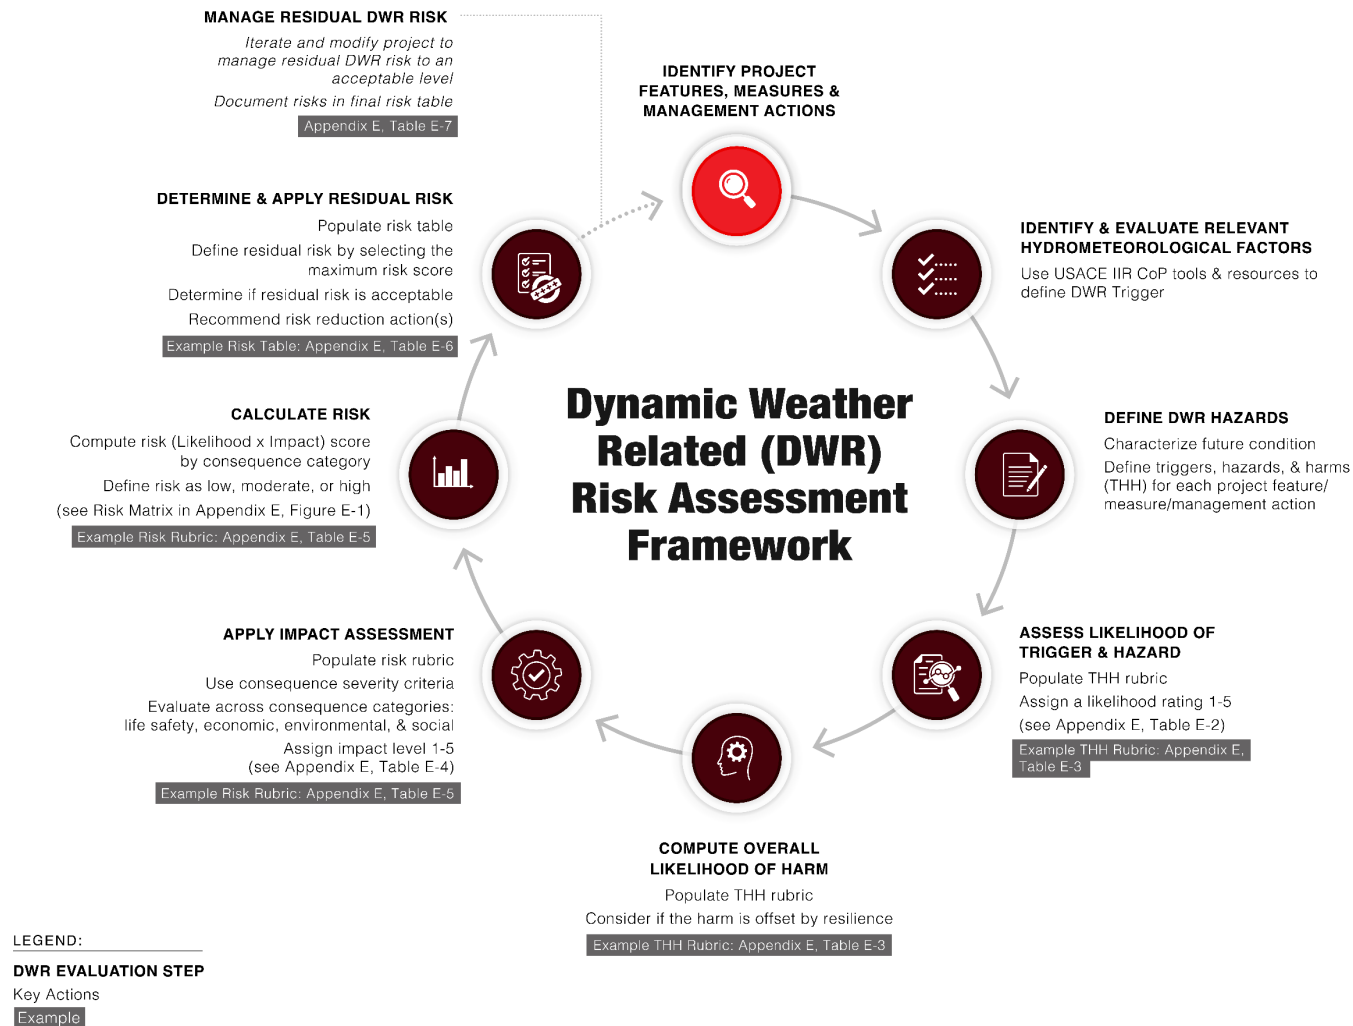 MANAGE RESIDUAL DWR RISK
Iterate and modify project to
manage residual DWR risk to an
acceptable level
Document risks in final risk table
Appendix E, Table E-7
IDENTIFY PROJECT
FEATURES, MEASURES &
MANAGEMENT ACTIONS
IDENTIFY & EVALUATE RELEVANT
HYDROMETEOROLOGICAL FACTORS
Use USACE IIR CoP tools & resources to
define DWR Trigger
DEFINE DWR HAZARDS
Characterize future condition
Define triggers, hazards, & harms
(THH) for each project feature/
measure/management action
ASSESS LIKELIHOOD OF
TRIGGER & HAZARD
Populate THH rubric
Assign a likelihood rating 1-5
(see Appendix E, Table E-2)
Example THH Rubric: Appendix E,
Table E-3
COMPUTE OVERALL
LIKELIHOOD OF HARM
Populate THH rubric
Consider if the harm is offset by resilience
Example THH Rubric: Appendix E, Table E-3
APPLY IMPACT ASSESSMENT
Populate risk rubric
Use consequence severity criteria
Evaluate across consequence categories:
life safety, economic, environmental, & social
Assign impact level 1-5
(see Appendix E, Table E-4)
Example Risk Rubric: Appendix E, Table E-5
CALCULATE RISK
Compute risk (Likelihood x Impact) score
by consequence category
Define risk as low, moderate, or high
(see Risk Matrix in Appendix E, Figure E-1)
Example Risk Rubric: Appendix E, Table E-5
DETERMINE & APPLY RESIDUAL RISK
Populate risk table
Define residual risk by selecting the
maximum risk score
Determine if residual risk is acceptable
Recommend risk reduction action(s)
Example Risk Table: Appendix E, Table E-6
Dynamic Weather
Related (DWR)
Risk Assessment
Framework
LEGEND:
DWR EVALUATION STEP
Key Actions
Example